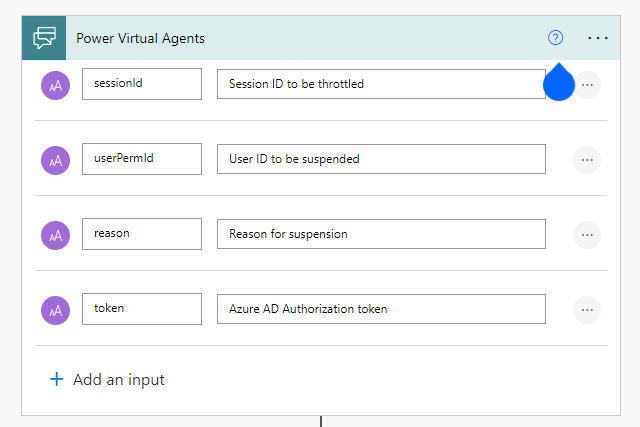 Power Virtual Agents
sessionId Session ID to be throttled
userPermId User ID to be suspended
reason Reason for suspension
token Azure AD Authorization token
+ Add an input